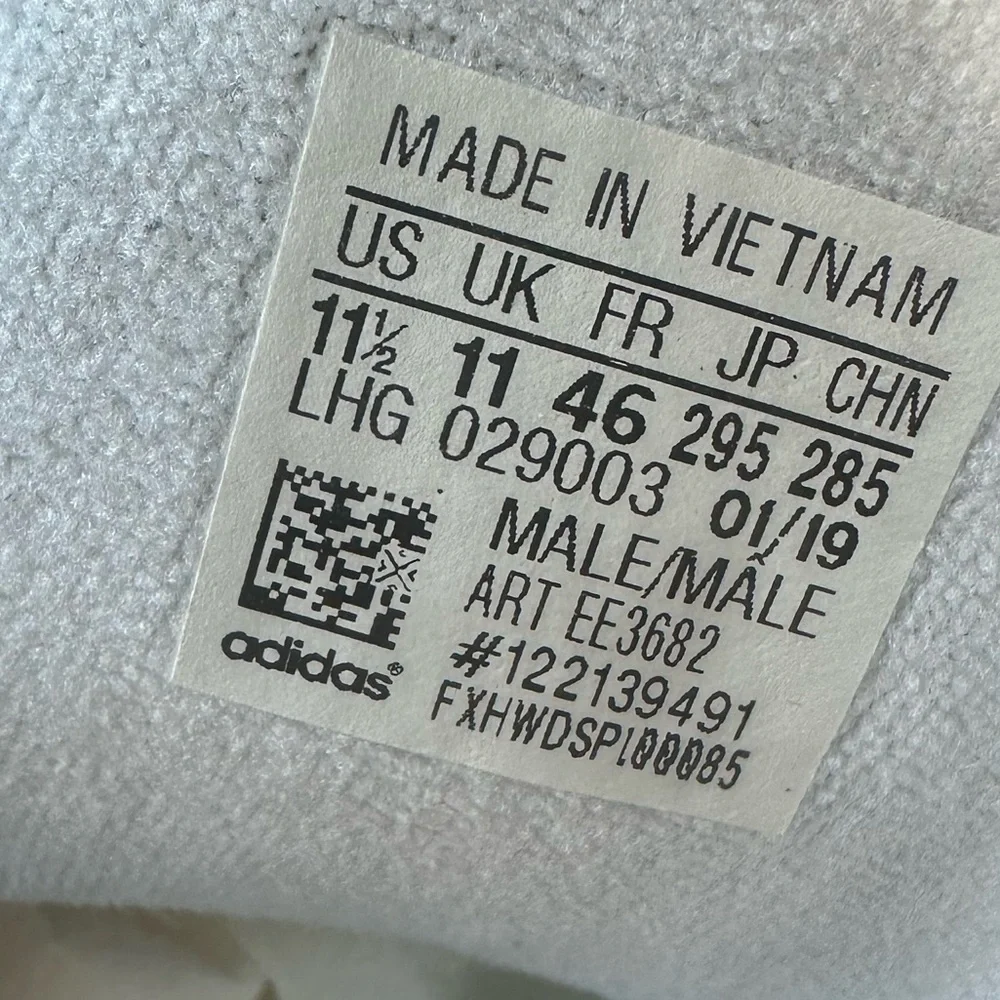 MADE IN VIETNAM
US UK FR JP CHN
11½ 11 46 295 285
LHG 029003 01/19
MALE/MÂLE
ART EE3682
#122139491
FXHWDSPL000085
adidas®